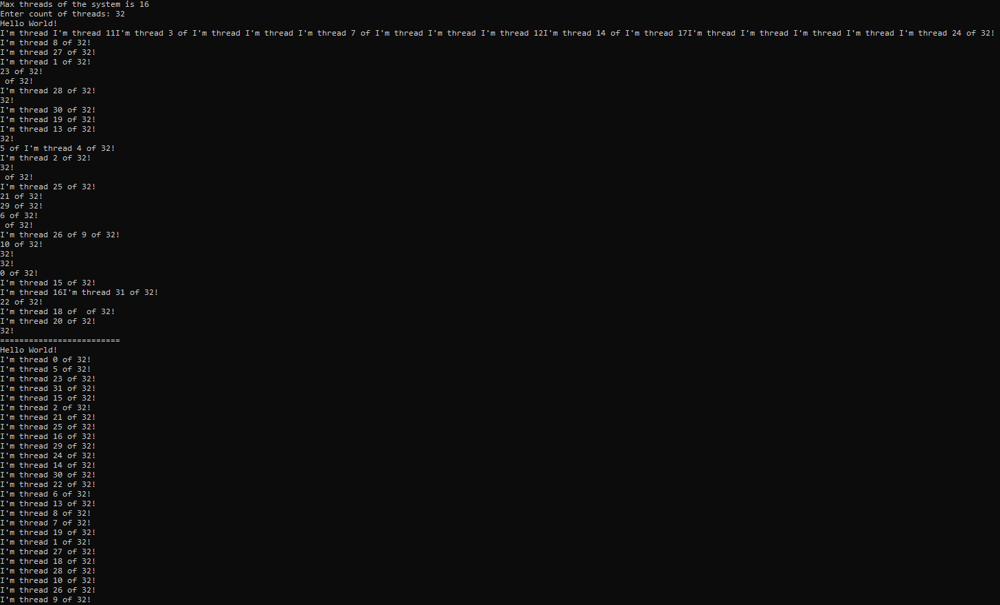 Max threads of the system is 16
Enter count of threads: 32
Hello World!
I'm thread I'm thread 11I'm thread 3 of I'm thread I'm thread I'm thread 7 of I'm thread I'm thread I'm thread 12I'm thread 14 of I'm thread 17I'm thread I'm thread I'm thread I'm thread I'm thread 24 of 32!
I'm thread 8 of 32!
I'm thread 27 of 32!
I'm thread 1 of 32!
23 of 32!
 of 32!
I'm thread 28 of 32!
32!
I'm thread 30 of 32!
I'm thread 19 of 32!
I'm thread 13 of 32!
32!
5 of I'm thread 4 of 32!
I'm thread 2 of 32!
32!
 of 32!
I'm thread 25 of 32!
21 of 32!
29 of 32!
6 of 32!
 of 32!
I'm thread 26 of 9 of 32!
10 of 32!
32!
32!
0 of 32!
I'm thread 15 of 32!
I'm thread 16I'm thread 31 of 32!
22 of 32!
I'm thread 18 of  of 32!
I'm thread 20 of 32!
32!
=========================
Hello World!
I'm thread 0 of 32!
I'm thread 5 of 32!
I'm thread 23 of 32!
I'm thread 31 of 32!
I'm thread 15 of 32!
I'm thread 2 of 32!
I'm thread 21 of 32!
I'm thread 25 of 32!
I'm thread 16 of 32!
I'm thread 29 of 32!
I'm thread 24 of 32!
I'm thread 14 of 32!
I'm thread 30 of 32!
I'm thread 22 of 32!
I'm thread 6 of 32!
I'm thread 13 of 32!
I'm thread 8 of 32!
I'm thread 7 of 32!
I'm thread 19 of 32!
I'm thread 1 of 32!
I'm thread 27 of 32!
I'm thread 18 of 32!
I'm thread 28 of 32!
I'm thread 10 of 32!
I'm thread 26 of 32!
I'm thread 9 of 32!